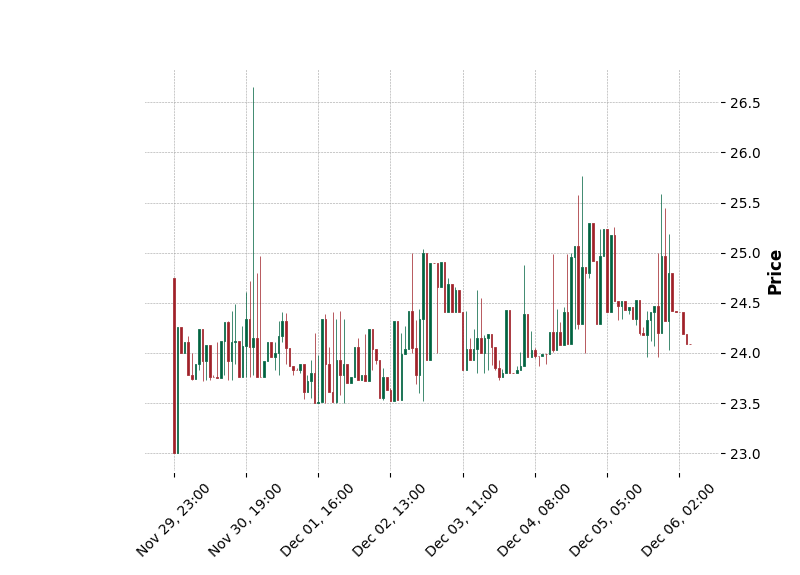 26.5
26.0
25.5
25.0
24.5
24.0
23.5
23.0
Price
Nov 29, 23:00
Nov 30, 19:00
Dec 01, 16:00
Dec 02, 13:00
Dec 03, 11:00
Dec 04, 08:00
Dec 05, 05:00
Dec 06, 02:00